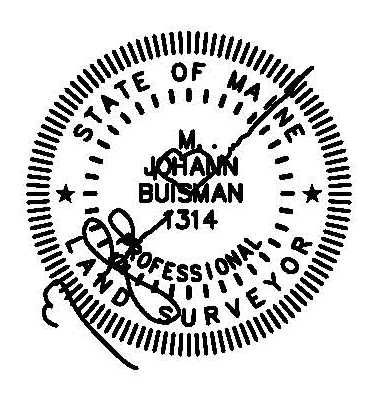 STATE OF MAINE
M.
JOHANN
BUISMAN
1314
PROFESSIONAL
LAND SURVEYOR